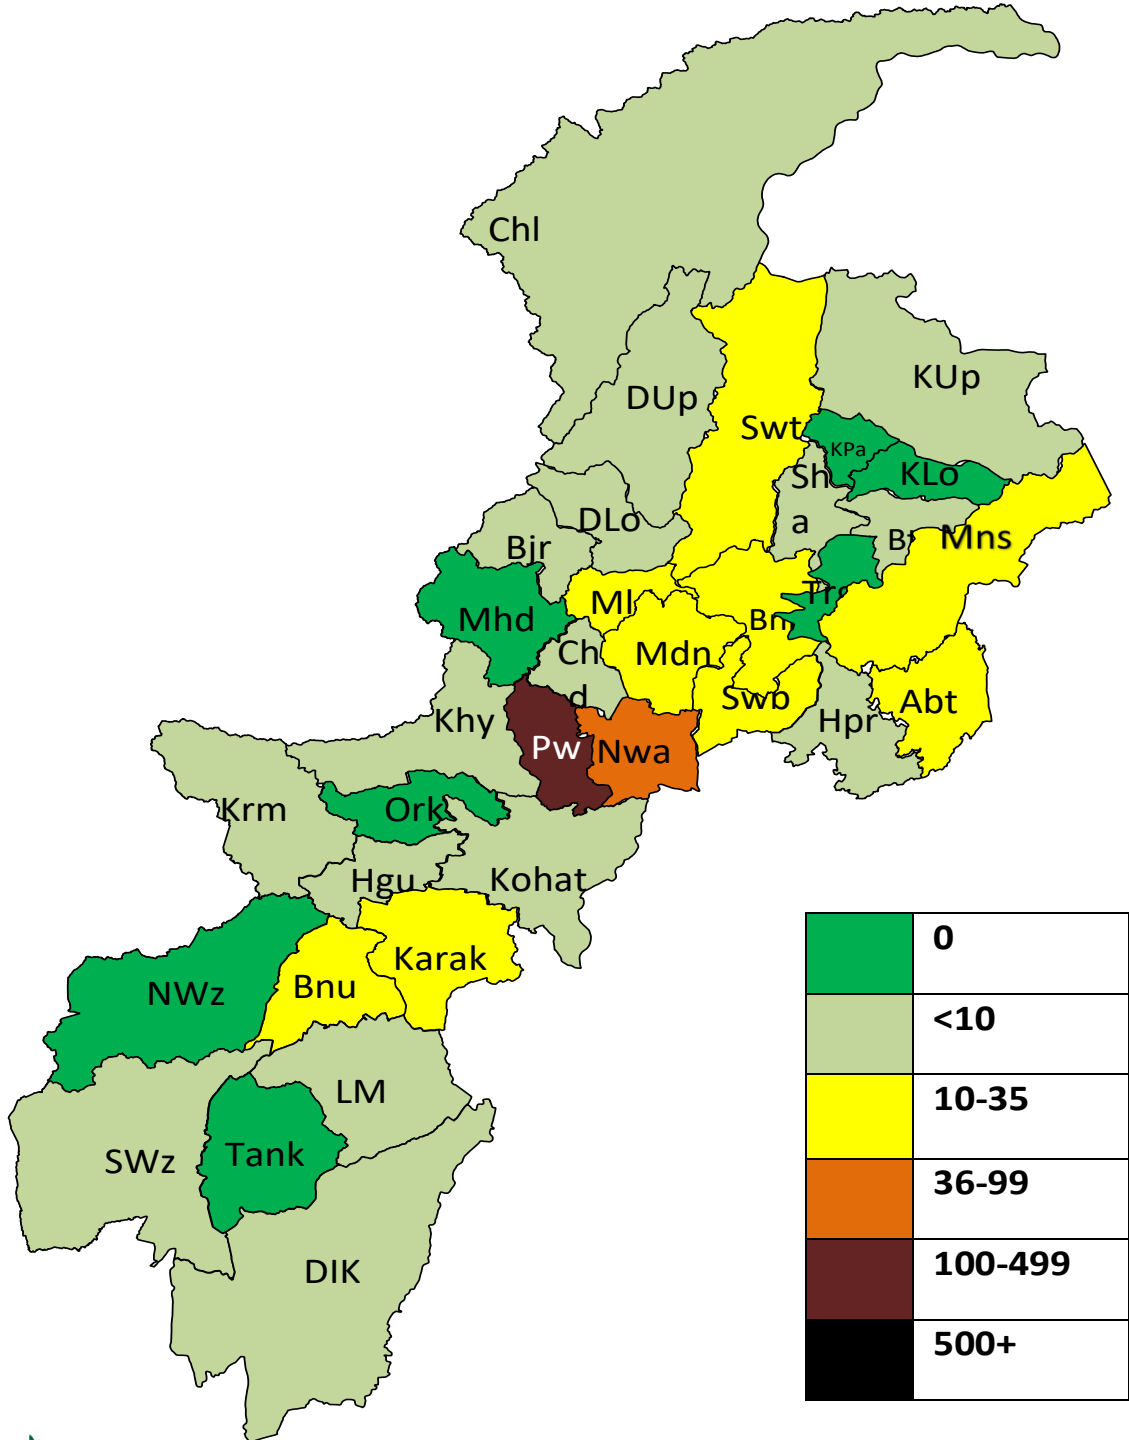 Chl
KUp
DUp
Swt
KPa
KLo
Sh
a
DLo
Mns
Bjr
Ml
Mhd
Bn
Ch
d
Mdn
Swb
Abt
Khy
Hpr
Pw
Nwa
Krm
Ork
Hgu
Kohat
Karak
NWz
Bnu
LM
SWz
Tank
DIK
0
<10
10-35
36-99
100-499
500+